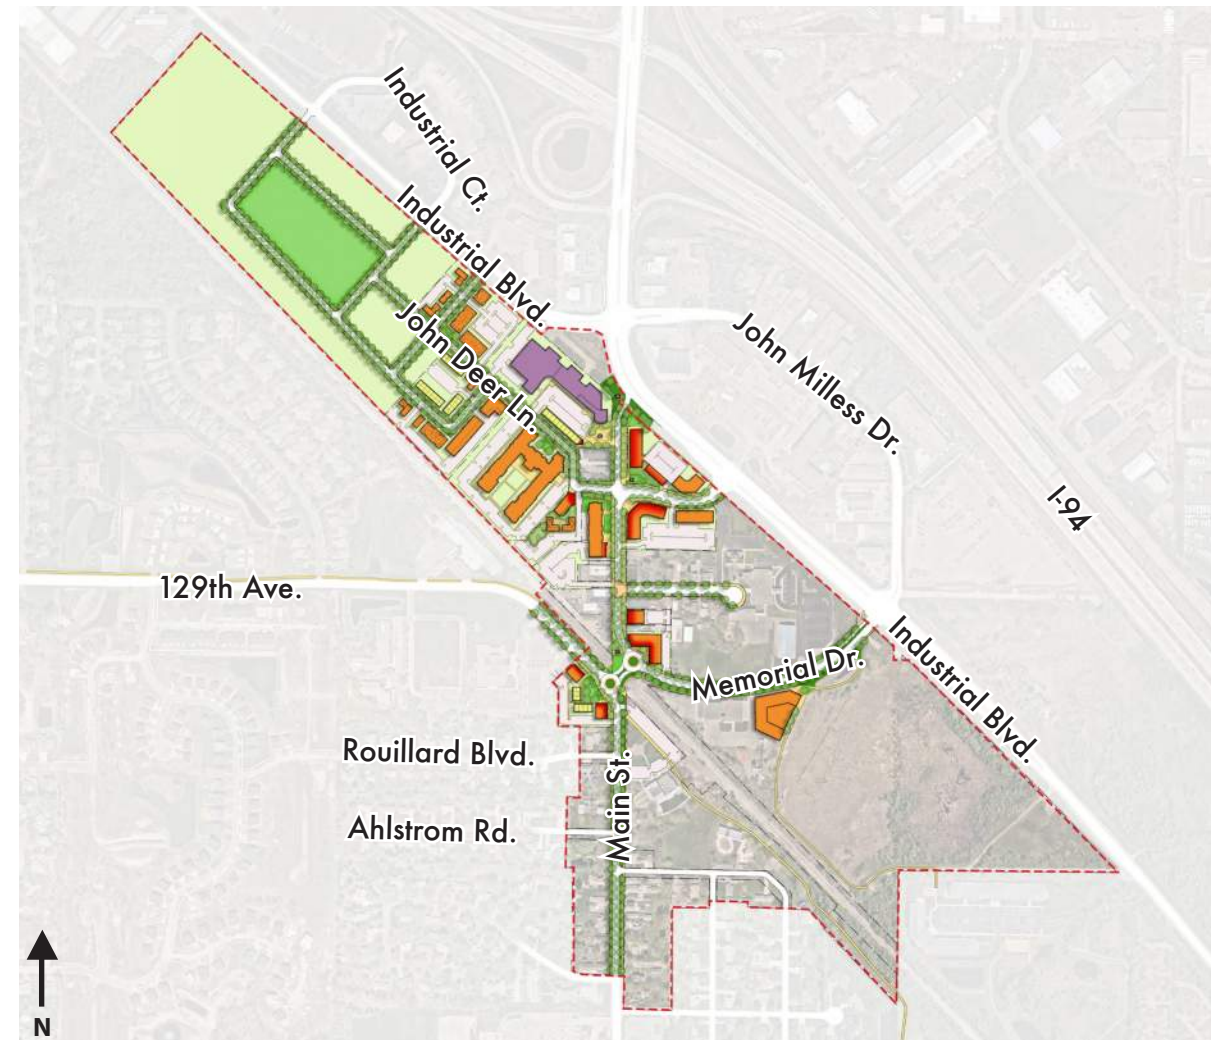 Industrial Ct.
Industrial Blvd.
John Deer Ln.
John Milless Dr.
I-94
129th Ave.
Industrial Blvd.
Memorial Dr.
Rouillard Blvd.
Main St.
Ahlstrom Rd.
N